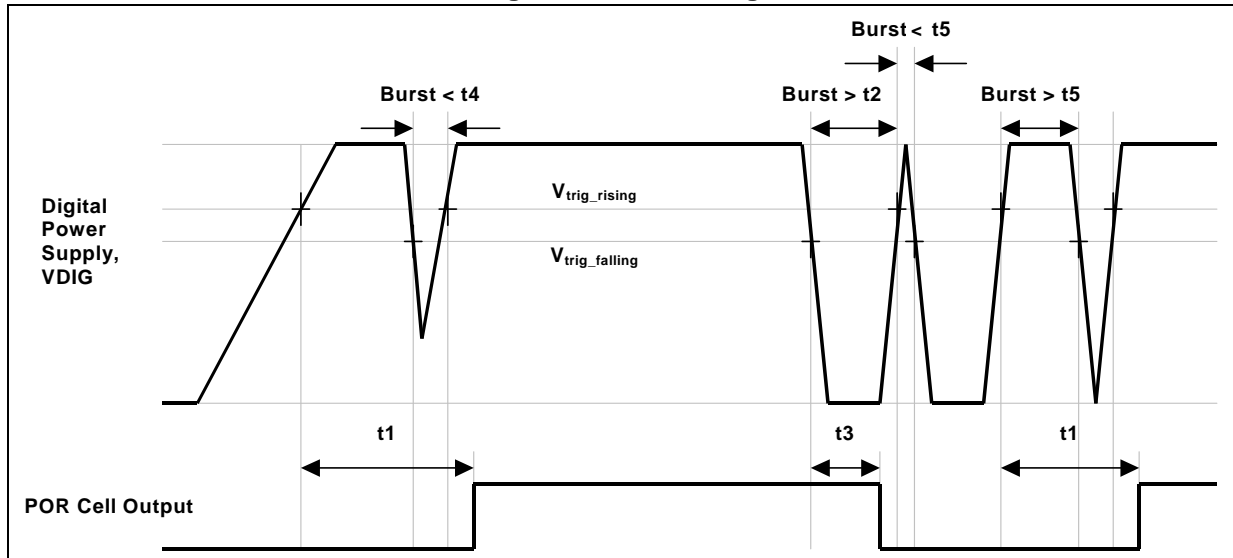 Burst < t5
Burst < t4
Burst > t2
Burst > t5
Vtrig_rising
Digital
Power
Supply,
VDIG
Vtrig_falling
t1
t3
t1
POR Cell Output